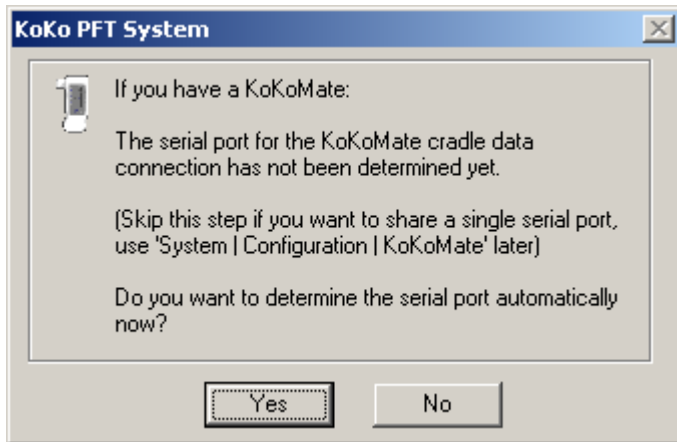 KoKo PFT System
If you have a KoKoMate:
The serial port for the KoKoMate cradle data
connection has not been determined yet.
(Skip this step if you want to share a single serial port,
use 'System | Configuration | KoKoMate' later)
Do you want to determine the serial port automatically
now?
Yes
No